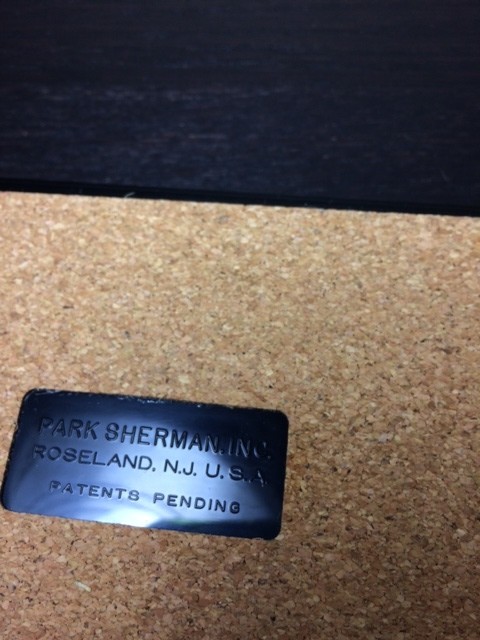 PARK SHERMAN. INC.
ROSELAND. N.J. U.S.A.
PATENTS PENDING